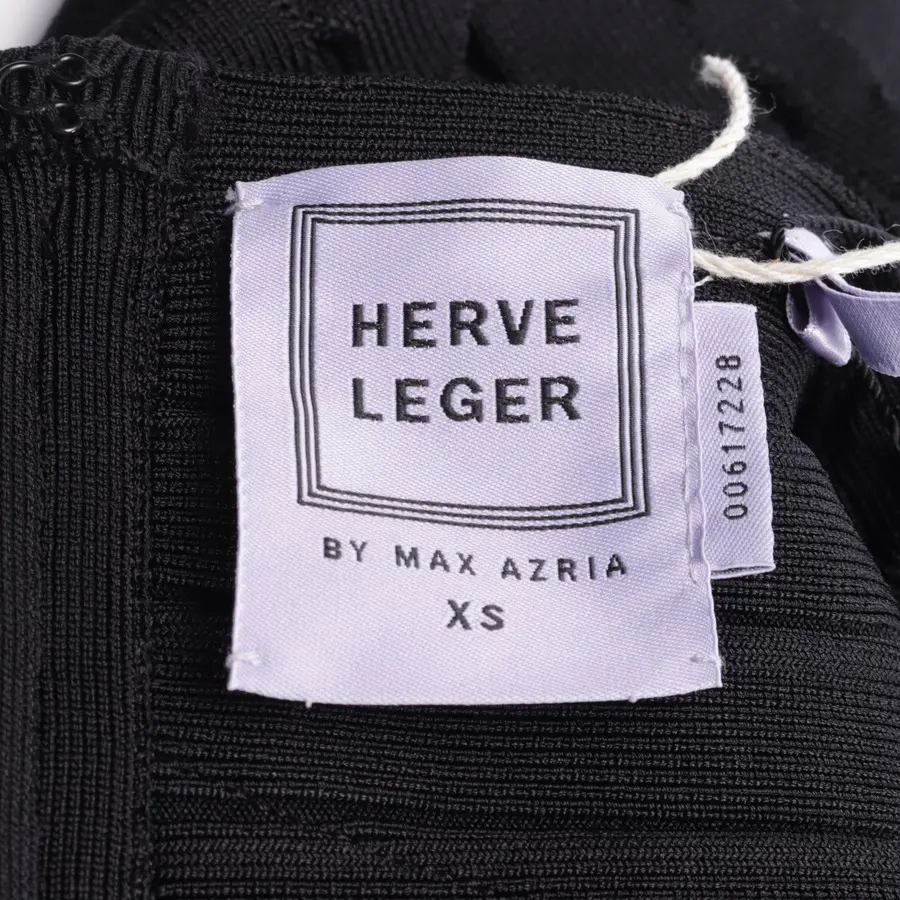 HERVE
LEGER
BY MAX AZRIA
XS
00617228